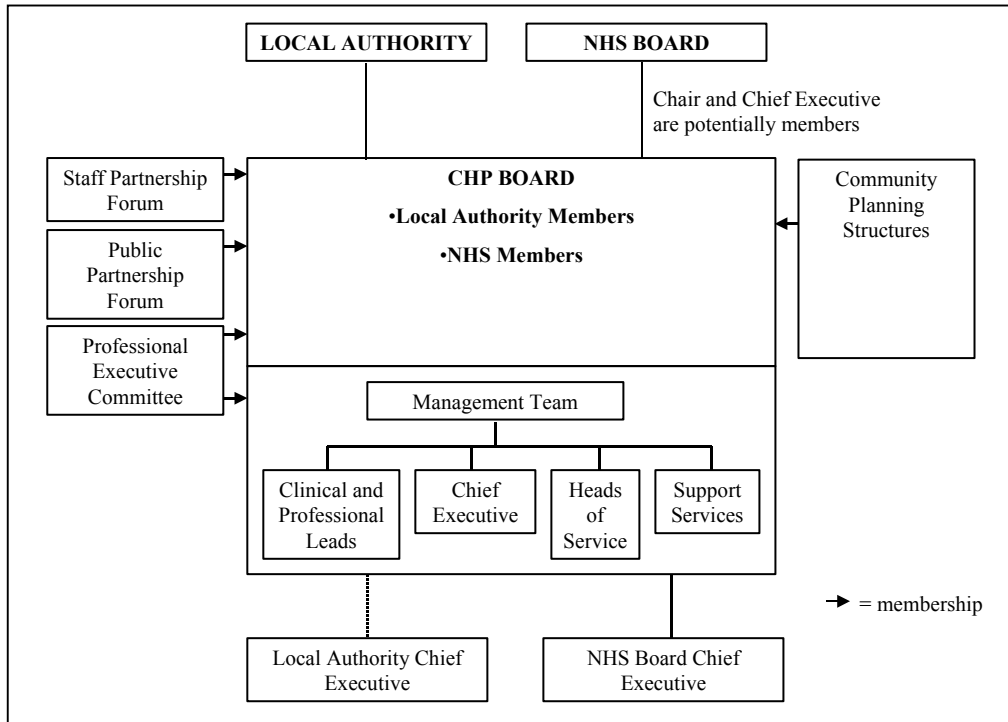 LOCAL AUTHORITY
NHS BOARD
Chair and Chief Executive
are potentially members
Staff Partnership
Forum
Public
Partnership
Forum
Professional
Executive
Committee
CHP BOARD
•Local Authority Members
•NHS Members
Community
Planning
Structures
Management Team
Clinical and
Professional
Leads
Chief
Executive
Heads
of
Service
Support
Services
= membership
Local Authority Chief
Executive
NHS Board Chief
Executive